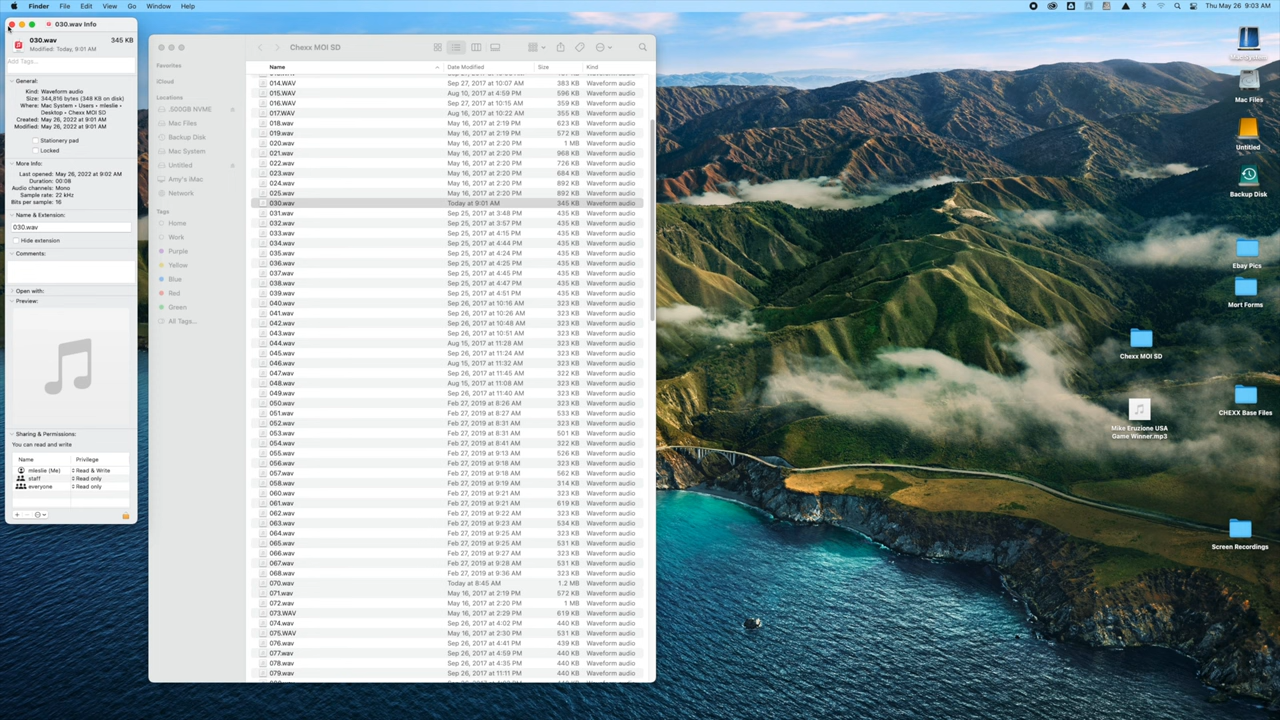 Finder File Edit View Go Window Help
Thu May 26 9:03 AM
030.wav Info
030.wav 345 KB
Modified: Today, 9:01 AM
Add Tags...
General:
Kind: Waveform audio
Size: 344,816 bytes (348 KB on disk)
Where: Mac System • Users • mleslie •
Desktop • Chexx MOI SD
Created: May 26, 2022 at 9:01 AM
Modified: May 26, 2022 at 9:01 AM
Stationery pad
Locked
More Info:
Last opened: May 26, 2022 at 9:02 AM
Duration: 00:08
Audio channels: Mono
Sample rate: 22 kHz
Bits per sample: 16
Name & Extension:
030.wav
Hide extension
Comments:
Open with:
Preview:
Sharing & Permissions:
You can read and write
Name Privilege
mleslie (Me) Read & Write
staff Read only
everyone Read only
Chexx MOI SD
Favorites
iCloud
Locations
.500GB NVME
Mac Files
Backup Disk
Mac System
Untitled
Amy's iMac
Network
Tags
Home
Work
Purple
Yellow
Blue
Red
Green
All Tags...
Name Date Modified Size Kind
014.WAV Sep 27, 2017 at 10:07 AM 383 KB Waveform audio
015.WAV Aug 10, 2017 at 4:59 PM 596 KB Waveform audio
016.WAV Sep 27, 2017 at 10:15 AM 359 KB Waveform audio
017.WAV Aug 16, 2017 at 10:22 AM 355 KB Waveform audio
018.wav May 16, 2017 at 2:19 PM 623 KB Waveform audio
019.wav May 16, 2017 at 2:19 PM 572 KB Waveform audio
020.wav May 16, 2017 at 2:20 PM 1 MB Waveform audio
021.wav May 16, 2017 at 2:20 PM 968 KB Waveform audio
022.wav May 16, 2017 at 2:20 PM 726 KB Waveform audio
023.wav May 16, 2017 at 2:20 PM 684 KB Waveform audio
024.wav May 16, 2017 at 2:20 PM 892 KB Waveform audio
025.wav May 16, 2017 at 2:20 PM 892 KB Waveform audio
030.wav Today at 9:01 AM 345 KB Waveform audio
031.wav Sep 25, 2017 at 3:48 PM 435 KB Waveform audio
032.wav Sep 25, 2017 at 3:57 PM 435 KB Waveform audio
033.wav Sep 25, 2017 at 4:15 PM 435 KB Waveform audio
034.wav Sep 25, 2017 at 4:44 PM 435 KB Waveform audio
035.wav Sep 25, 2017 at 4:24 PM 435 KB Waveform audio
036.wav Sep 25, 2017 at 4:25 PM 435 KB Waveform audio
037.wav Sep 25, 2017 at 4:45 PM 435 KB Waveform audio
038.wav Sep 25, 2017 at 4:47 PM 435 KB Waveform audio
039.wav Sep 25, 2017 at 4:51 PM 435 KB Waveform audio
040.wav Sep 26, 2017 at 10:16 AM 323 KB Waveform audio
041.wav Sep 26, 2017 at 10:26 AM 323 KB Waveform audio
042.wav Sep 26, 2017 at 10:48 AM 323 KB Waveform audio
043.wav Sep 26, 2017 at 10:51 AM 323 KB Waveform audio
044.wav Aug 15, 2017 at 11:28 AM 323 KB Waveform audio
045.wav Sep 26, 2017 at 11:24 AM 323 KB Waveform audio
046.wav Aug 15, 2017 at 11:32 AM 323 KB Waveform audio
047.wav Sep 26, 2017 at 11:45 AM 322 KB Waveform audio
048.wav Aug 15, 2017 at 11:08 AM 323 KB Waveform audio
049.wav Sep 26, 2017 at 11:40 AM 323 KB Waveform audio
050.wav Feb 27, 2019 at 8:26 AM 323 KB Waveform audio
051.wav Feb 27, 2019 at 8:27 AM 533 KB Waveform audio
052.wav Feb 27, 2019 at 8:31 AM 323 KB Waveform audio
053.wav Feb 27, 2019 at 8:31 AM 501 KB Waveform audio
054.wav Feb 27, 2019 at 8:41 AM 322 KB Waveform audio
055.wav Feb 27, 2019 at 9:13 AM 526 KB Waveform audio
056.wav Feb 27, 2019 at 9:18 AM 323 KB Waveform audio
057.wav Feb 27, 2019 at 9:18 AM 562 KB Waveform audio
058.wav Feb 27, 2019 at 9:19 AM 314 KB Waveform audio
060.wav Feb 27, 2019 at 9:21 AM 323 KB Waveform audio
061.wav Feb 27, 2019 at 9:21 AM 619 KB Waveform audio
062.wav Feb 27, 2019 at 9:22 AM 323 KB Waveform audio
063.wav Feb 27, 2019 at 9:23 AM 534 KB Waveform audio
064.wav Feb 27, 2019 at 9:25 AM 323 KB Waveform audio
065.wav Feb 27, 2019 at 9:25 AM 531 KB Waveform audio
066.wav Feb 27, 2019 at 9:27 AM 323 KB Waveform audio
067.wav Feb 27, 2019 at 9:28 AM 531 KB Waveform audio
068.wav Feb 27, 2019 at 9:36 AM 323 KB Waveform audio
070.wav Today at 8:45 AM 1.2 MB Waveform audio
071.wav May 16, 2017 at 2:19 PM 572 KB Waveform audio
072.wav May 16, 2017 at 2:20 PM 1 MB Waveform audio
073.WAV May 16, 2017 at 2:29 PM 619 KB Waveform audio
074.wav Sep 26, 2017 at 4:02 PM 440 KB Waveform audio
075.WAV May 16, 2017 at 2:30 PM 531 KB Waveform audio
076.wav Sep 26, 2017 at 4:41 PM 439 KB Waveform audio
077.wav Sep 26, 2017 at 4:59 PM 440 KB Waveform audio
078.wav Sep 26, 2017 at 4:35 PM 440 KB Waveform audio
079.wav Sep 26, 2017 at 11:11 PM 440 KB Waveform audio
Mac System
Mac Files
Untitled
Backup Disk
Ebay Pics
Mort Forms
Chexx MOI SD
CHEXX Base Files
Mike Eruzione USA
Game Winner.mp3
Screen Recordings